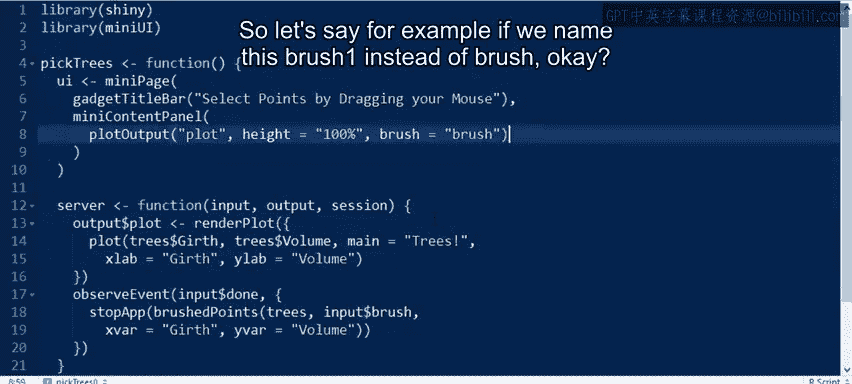 GPT中英字幕课程资源@bilibili.com
So let's say for example if we name
this brush1 instead of brush, okay?
1 library(shiny)
2 library(miniUI)
3
4 pickTrees <- function() {
5 ui <- miniPage(
6 gadgetTitleBar("Select Points by Dragging your Mouse"),
7 miniContentPanel(
8 plotOutput("plot", height = "100%", brush = "brush")
9 )
10 )
11
12 server <- function(input, output, session) {
13 output$plot <- renderPlot({
14 plot(trees$Girth, trees$Volume, main = "Trees!",
15 xlab = "Girth", ylab = "Volume")
16 })
17 observeEvent(input$done, {
18 stopApp(brushedPoints(trees, input$brush,
19 xvar = "Girth", yvar = "Volume"))
20 })
21 }
8:59 pickTrees() R Script